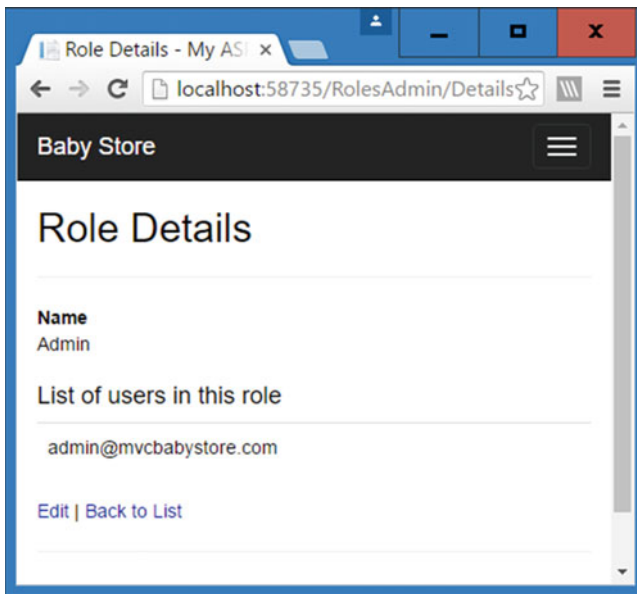 Role Details - My AS
localhost:58735/RolesAdmin/Details
Baby Store
Role Details
Name
Admin
List of users in this role
admin@mvcbabystore.com
Edit | Back to List